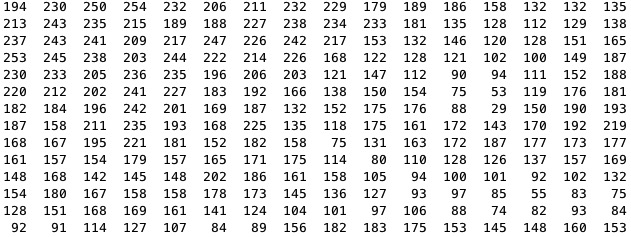 194 230 250 254 232 206 211 232 229 179 189 186 158 132 132 135
213 243 235 215 189 188 227 238 234 233 181 135 128 112 129 138
237 243 241 209 217 247 226 242 217 153 132 146 120 128 151 165
253 245 238 203 244 222 214 226 168 122 128 121 102 100 149 187
230 233 205 236 235 196 206 203 121 147 112 90 94 111 152 188
220 212 202 241 227 183 192 166 138 150 154 75 53 119 176 181
182 184 196 242 201 169 187 132 152 175 176 88 29 150 190 193
187 158 211 235 193 168 225 135 118 175 161 172 143 170 192 219
168 167 195 221 181 152 182 158 75 131 163 172 187 177 173 177
161 157 154 179 157 165 171 175 114 80 110 128 126 137 157 169
148 168 142 145 148 202 186 161 158 105 94 100 101 92 102 132
154 180 167 158 158 178 173 145 136 127 93 97 85 55 83 75
128 151 168 169 161 141 124 104 101 97 106 88 74 82 93 84
92 91 114 127 107 84 89 156 182 183 175 153 145 148 160 153